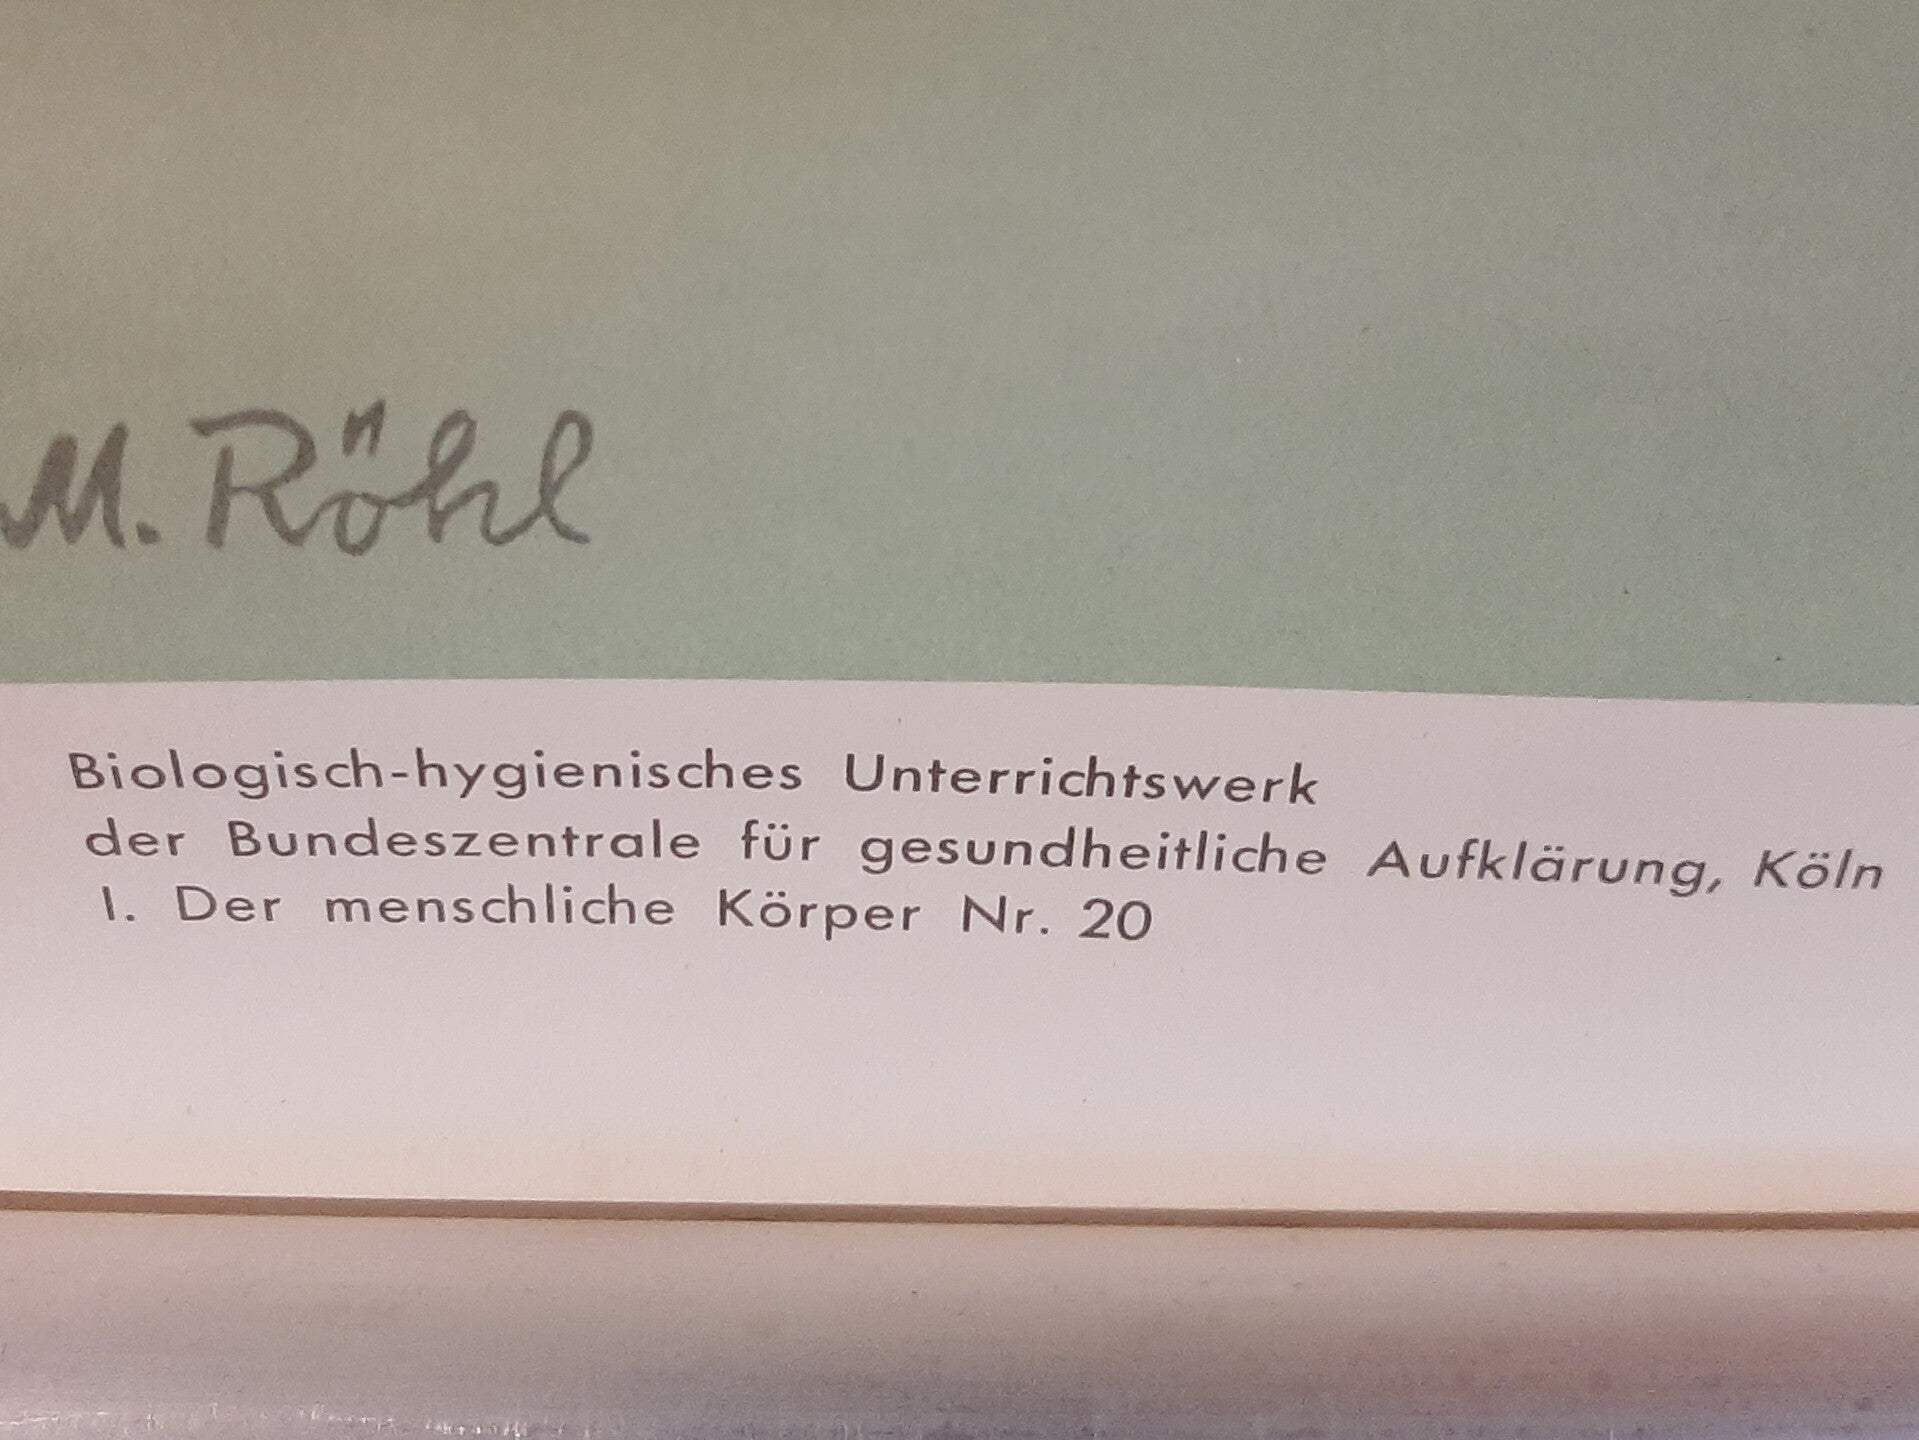 M. Röhl
Biologisch-hygienisches Unterrichtswerk
der Bundeszentrale für gesundheitliche Aufklärung, Köln
I. Der menschliche Körper Nr. 20